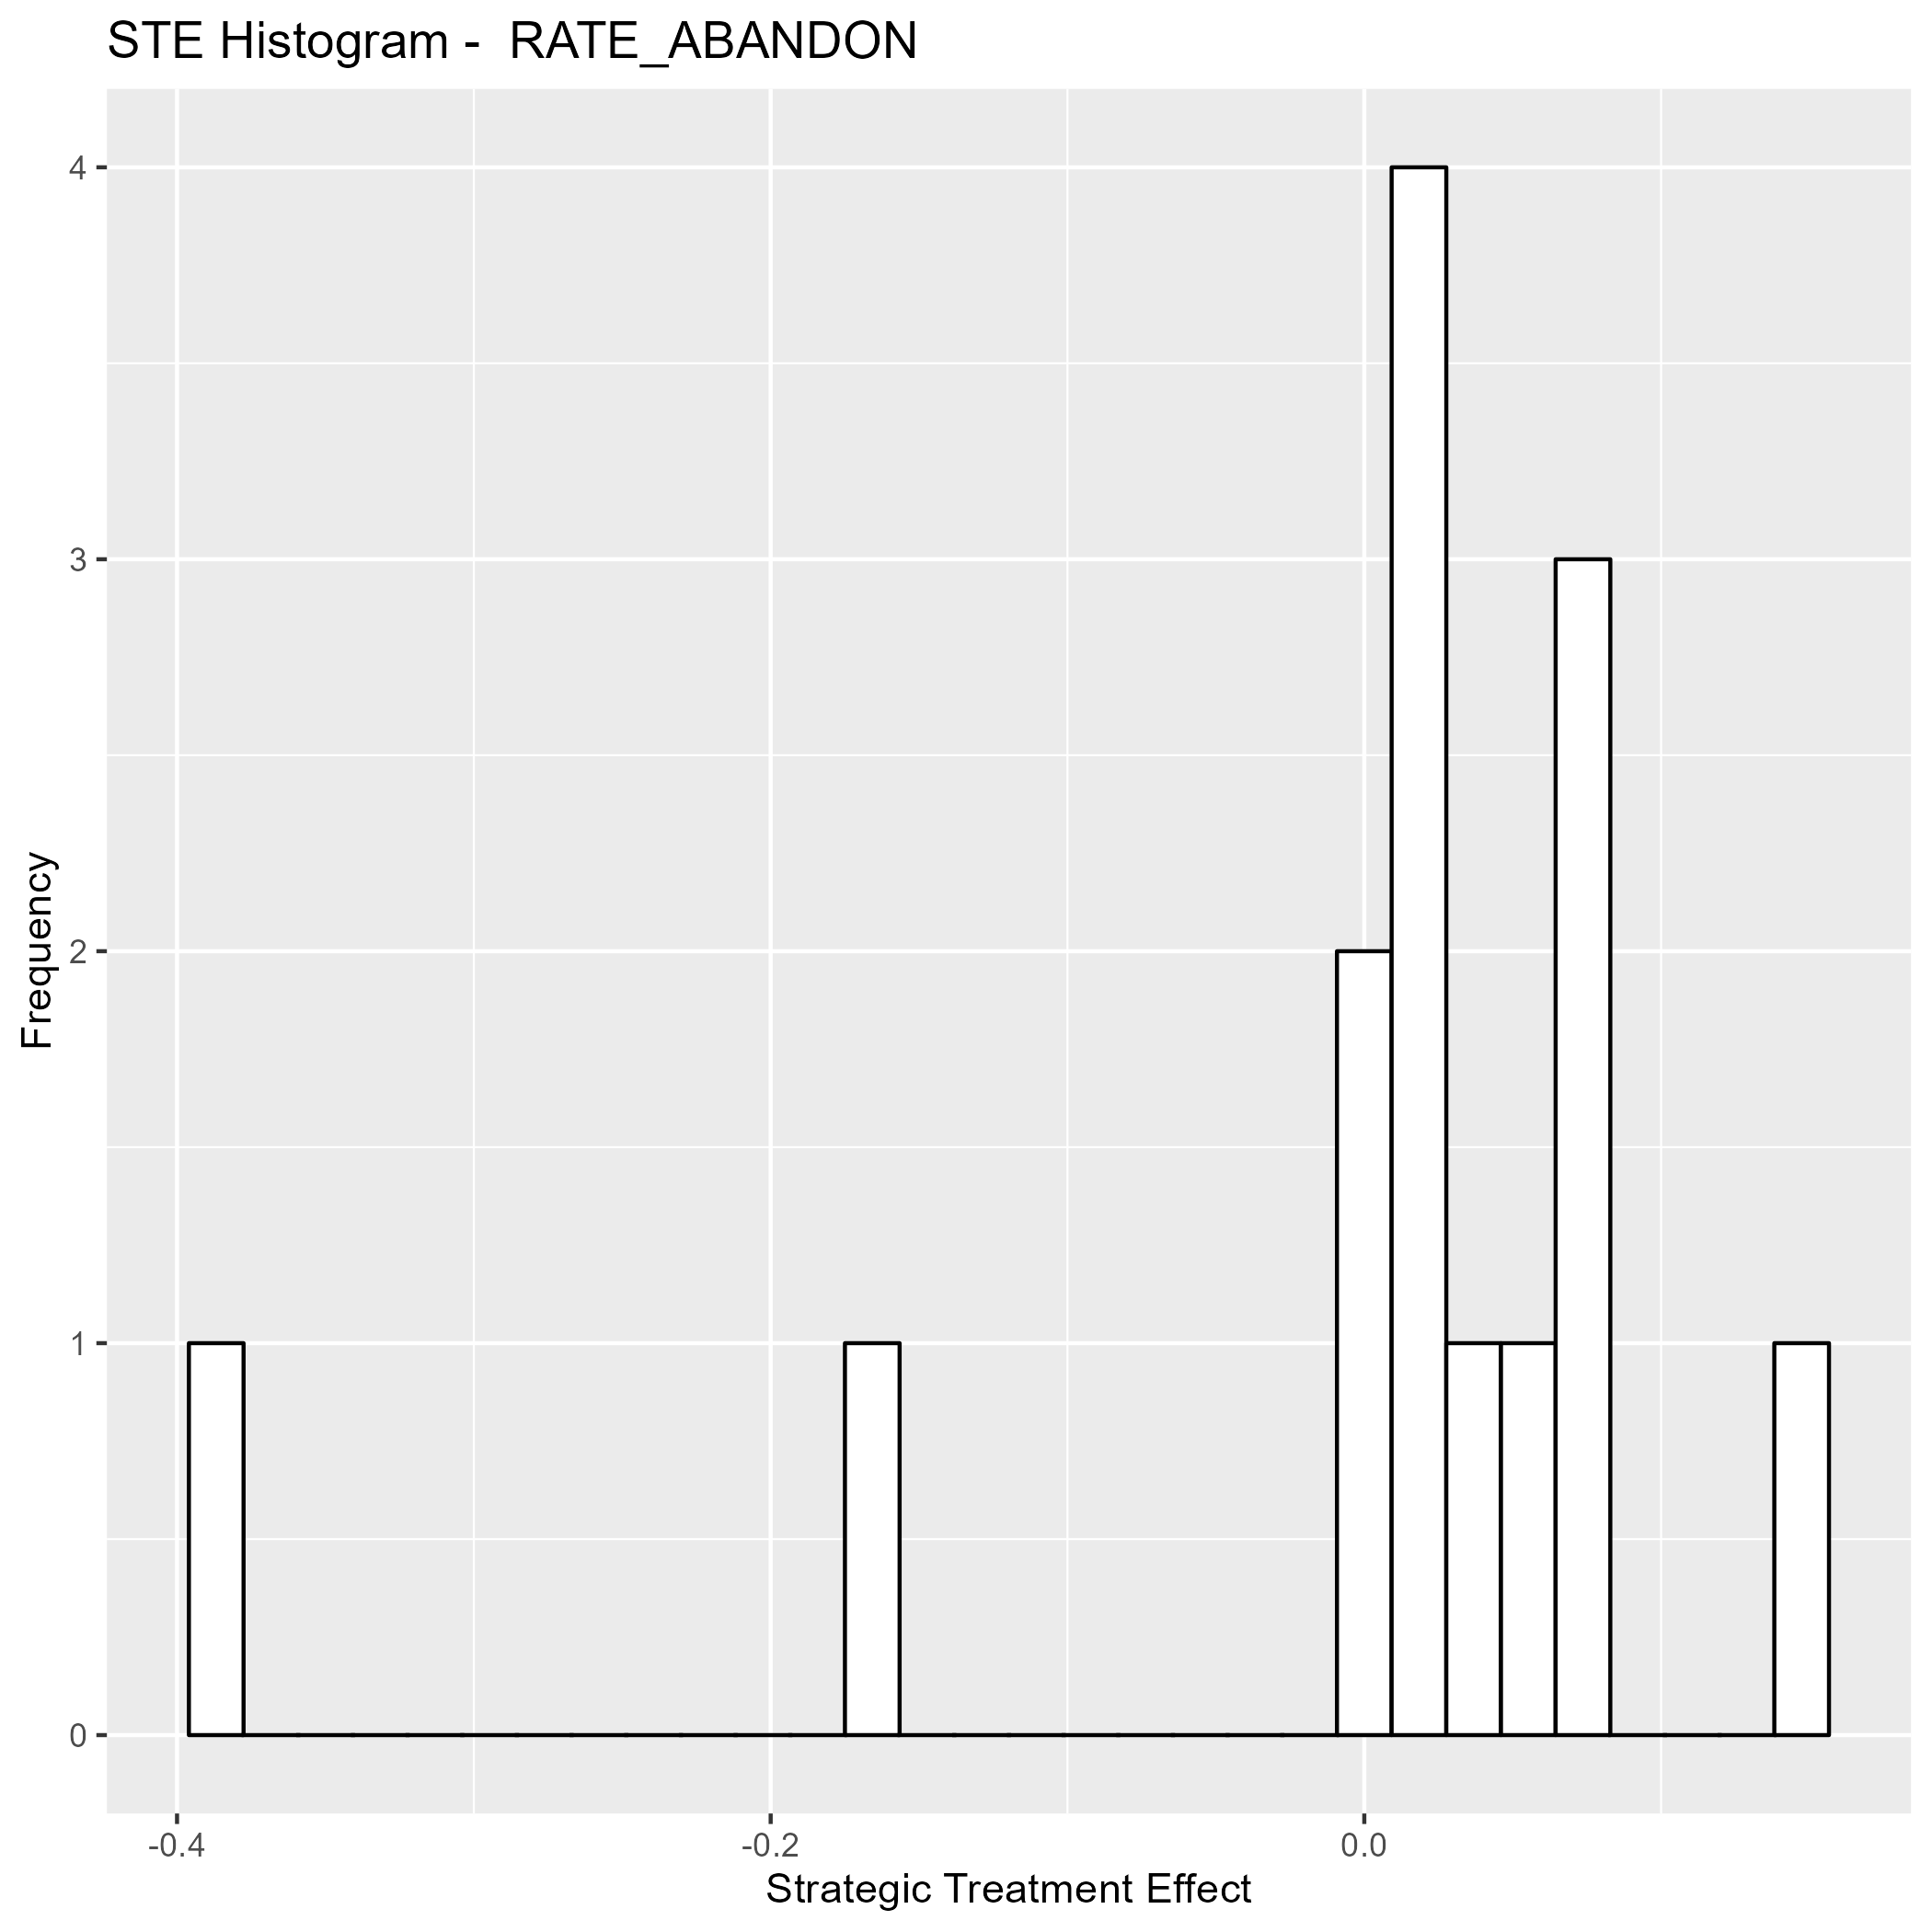 STE Histogram -  RATE_ABANDON
4
3
2
1
0
Frequency
-0.4
-0.2
0.0
Strategic Treatment Effect